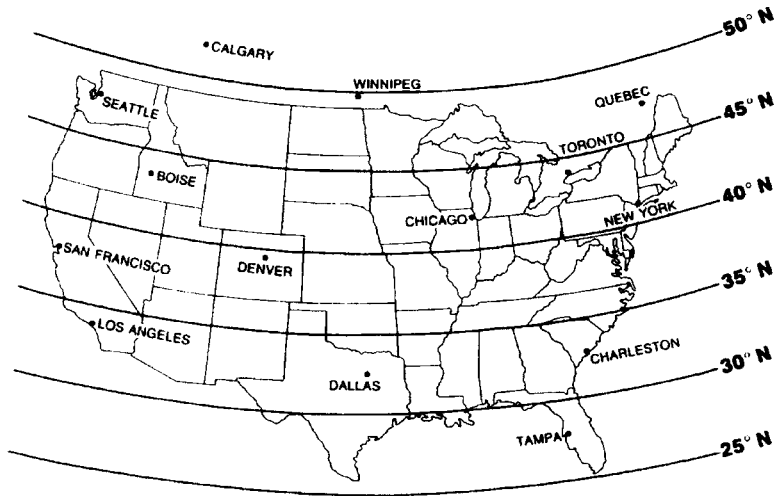 50° N
CALGARY
WINNIPEG
QUEBEC
SEATTLE
45° N
TORONTO
BOISE
40° N
CHICAGO
NEW YORK
SAN FRANCISCO
DENVER
35° N
LOS ANGELES
CHARLESTON
30° N
DALLAS
TAMPA
25° N